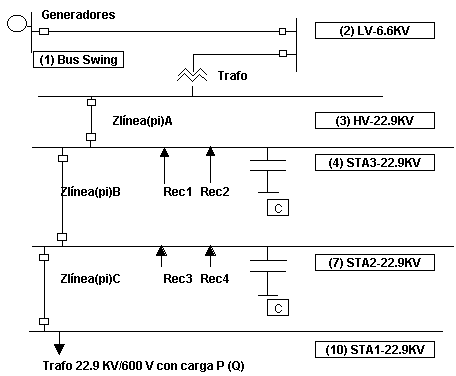 Generadores
(2) LV-6.6KV
(1) Bus Swing
Trafo
Zlínea(pi)A
(3) HV-22.9KV
(4) STA3-22.9KV
Zlínea(pi)B
Rec1
Rec2
C
(7) STA2-22.9KV
Zlínea(pi)C
Rec3
Rec4
C
(10) STA1-22.9KV
Trafo 22.9 KV/600 V con carga P (Q)